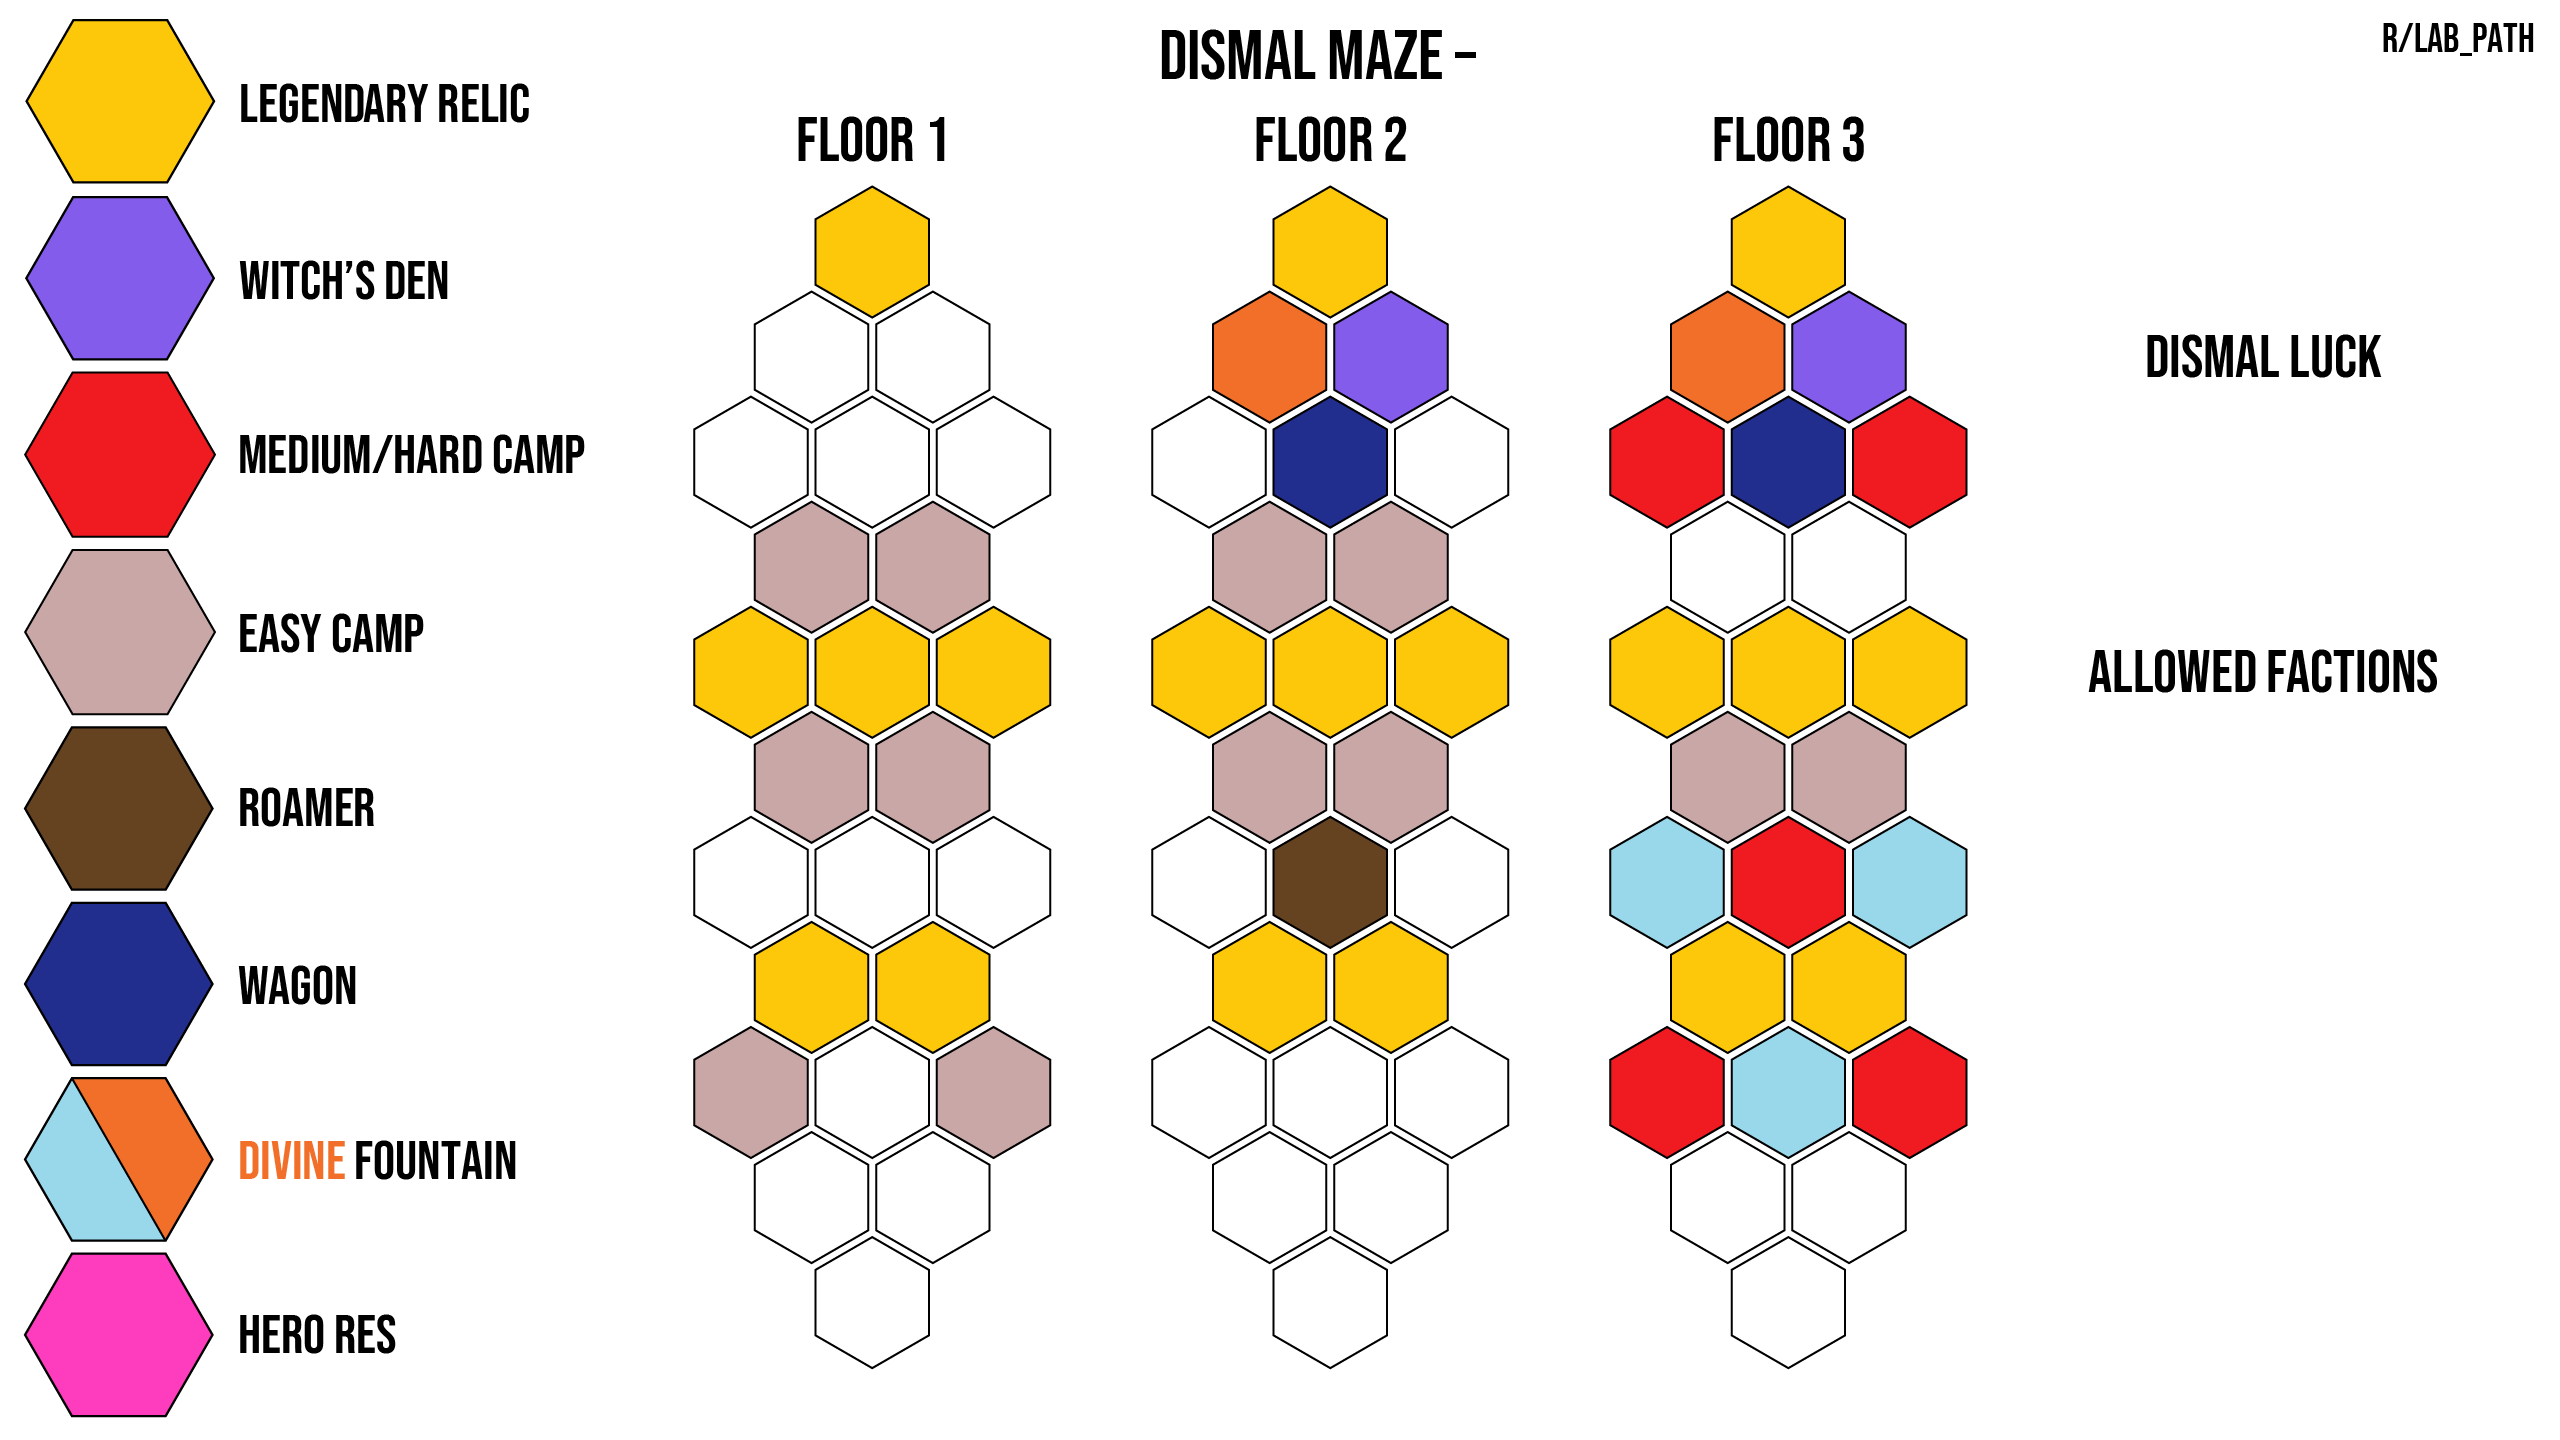 R/LAB_PATH
DISMAL MAZE –
FLOOR 1
FLOOR 2
FLOOR 3
LEGENDARY RELIC
WITCH'S DEN
MEDIUM/HARD CAMP
EASY CAMP
ROAMER
WAGON
DIVINE FOUNTAIN
HERO RES
DISMAL LUCK
ALLOWED FACTIONS